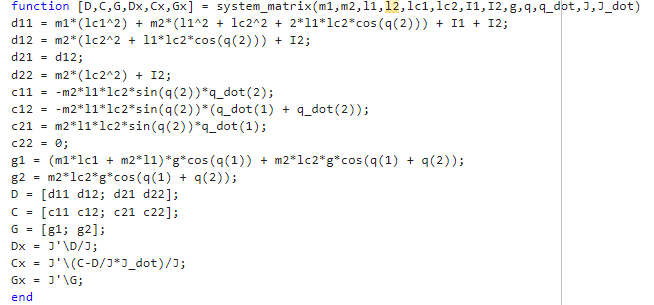 function [D,C,G,Dx,Cx,Gx] = system_matrix(m1,m2,l1,l2,lc1,lc2,I1,I2,g,q,q_dot,J,J_dot)
d11 = m1*(lc1^2) + m2*(l1^2 + lc2^2 + 2*l1*lc2*cos(q(2))) + I1 + I2;
d12 = m2*(lc2^2 + l1*lc2*cos(q(2))) + I2;
d21 = d12;
d22 = m2*(lc2^2) + I2;
c11 = -m2*l1*lc2*sin(q(2))*q_dot(2);
c12 = -m2*l1*lc2*sin(q(2))*(q_dot(1) + q_dot(2));
c21 = m2*l1*lc2*sin(q(2))*q_dot(1);
c22 = 0;
g1 = (m1*lc1 + m2*l1)*g*cos(q(1)) + m2*lc2*g*cos(q(1) + q(2));
g2 = m2*lc2*g*cos(q(1) + q(2));
D = [d11 d12; d21 d22];
C = [c11 c12; c21 c22];
G = [g1; g2];
Dx = J'\D/J;
Cx = J'\(C-D/J*J_dot)/J;
Gx = J'\G;
end